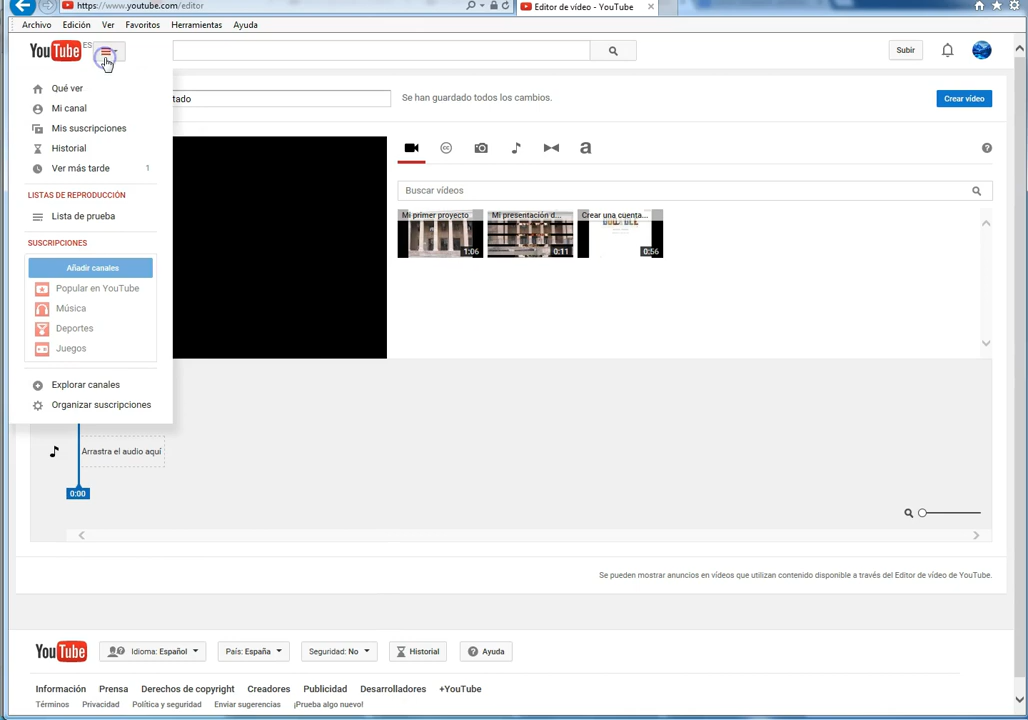 https://www.youtube.com/editor
Editor de vídeo - YouTube
Archivo Edición Ver Favoritos Herramientas Ayuda
YouTube ES
Subir
Qué ver
Mi canal
Mis suscripciones
Historial
Ver más tarde 1
LISTAS DE REPRODUCCIÓN
Lista de prueba
SUSCRIPCIONES
Añadir canales
Popular en YouTube
Música
Deportes
Juegos
Explorar canales
Organizar suscripciones
tado
Se han guardado todos los cambios.
Crear vídeo
CC
a
Buscar vídeos
Mi primer proyecto
1:06
Mi presentación d...
0:11
Crear una cuenta...
0:56
Arrastra el audio aquí
0:00
Se pueden mostrar anuncios en vídeos que utilizan contenido disponible a través del Editor de vídeo de YouTube.
YouTube
Idioma: Español
País: España
Seguridad: No
Historial
Ayuda
Información Prensa Derechos de copyright Creadores Publicidad Desarrolladores +YouTube
Términos Privacidad Política y seguridad Enviar sugerencias ¡Prueba algo nuevo!